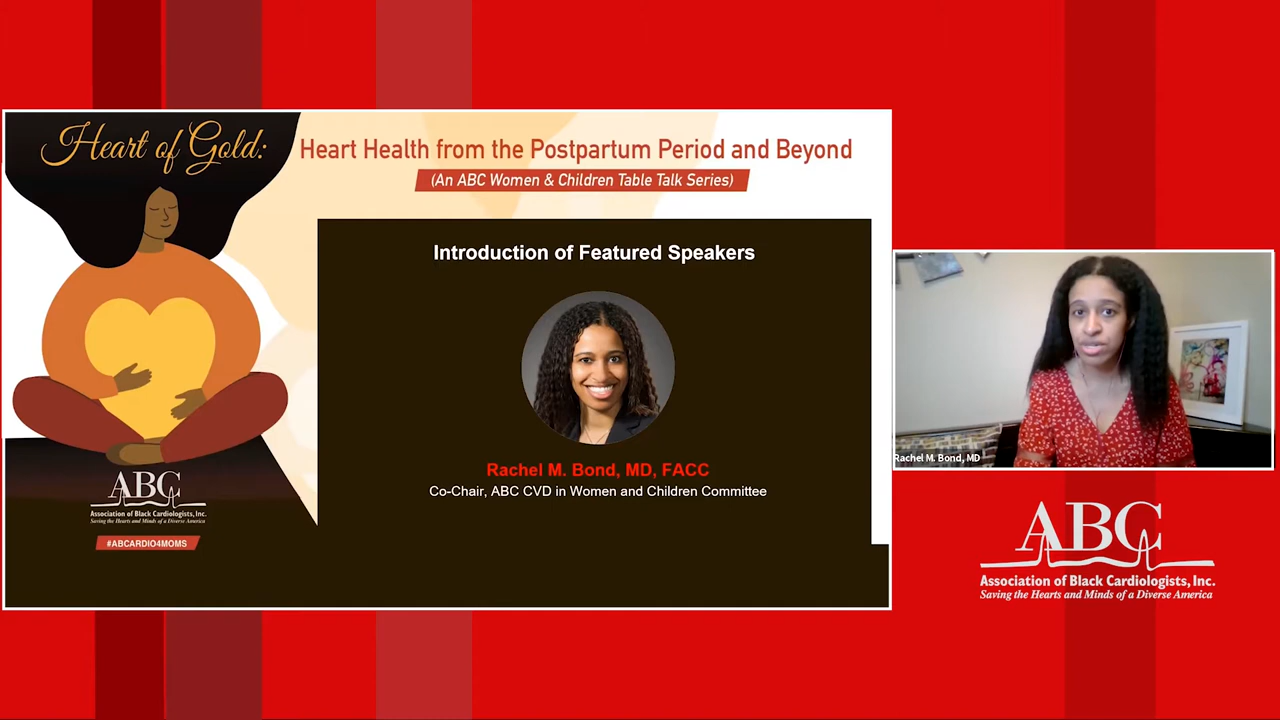 Heart of Gold:
Heart Health from the Postpartum Period and Beyond
(An ABC Women & Children Table Talk Series)
Introduction of Featured Speakers
Rachel M. Bond, MD, FACC
Co-Chair, ABC CVD in Women and Children Committee
ABC
Association of Black Cardiologists, Inc.
Saving the Hearts and Minds of a Diverse America
#ABCARDIO4MOMS
Rachel M. Bond, MD
ABC
Association of Black Cardiologists, Inc.
Saving the Hearts and Minds of a Diverse America